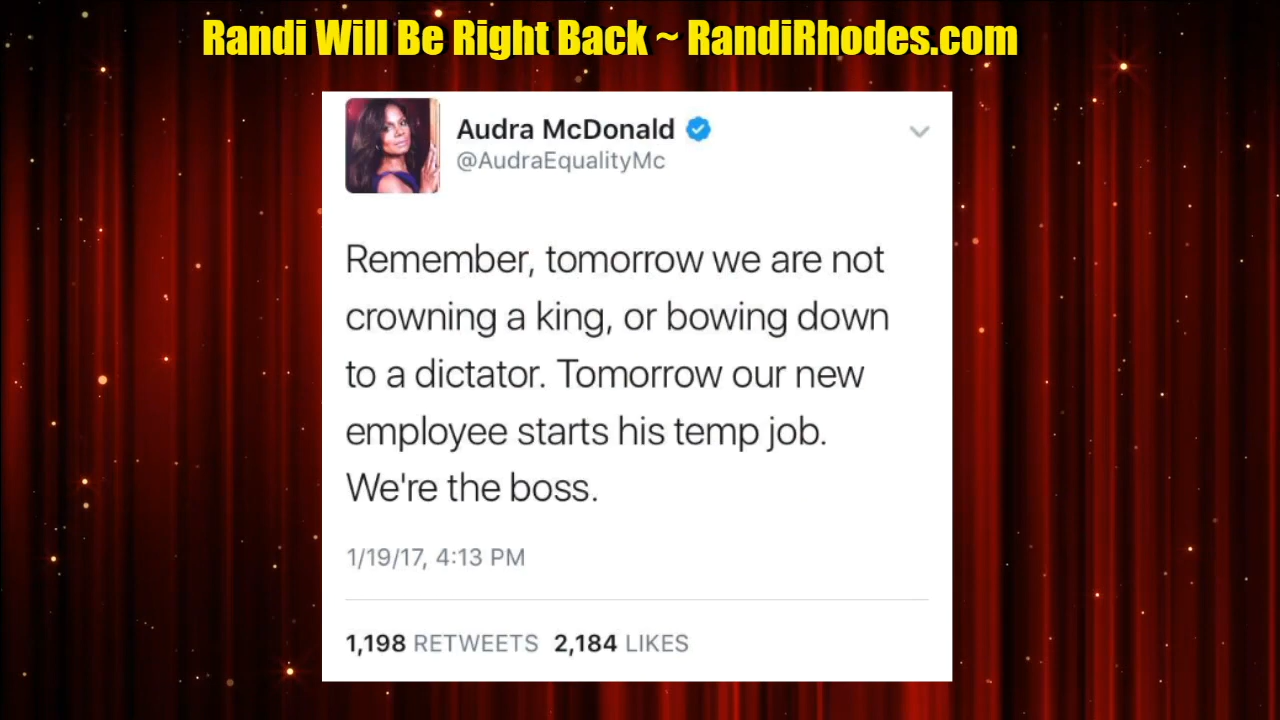 Randi Will Be Right Back ~ RandiRhodes.com
Audra McDonald
@AudraEqualityMc
Remember, tomorrow we are not
crowning a king, or bowing down
to a dictator. Tomorrow our new
employee starts his temp job.
We're the boss.
1/19/17, 4:13 PM
1,198 RETWEETS 2,184 LIKES